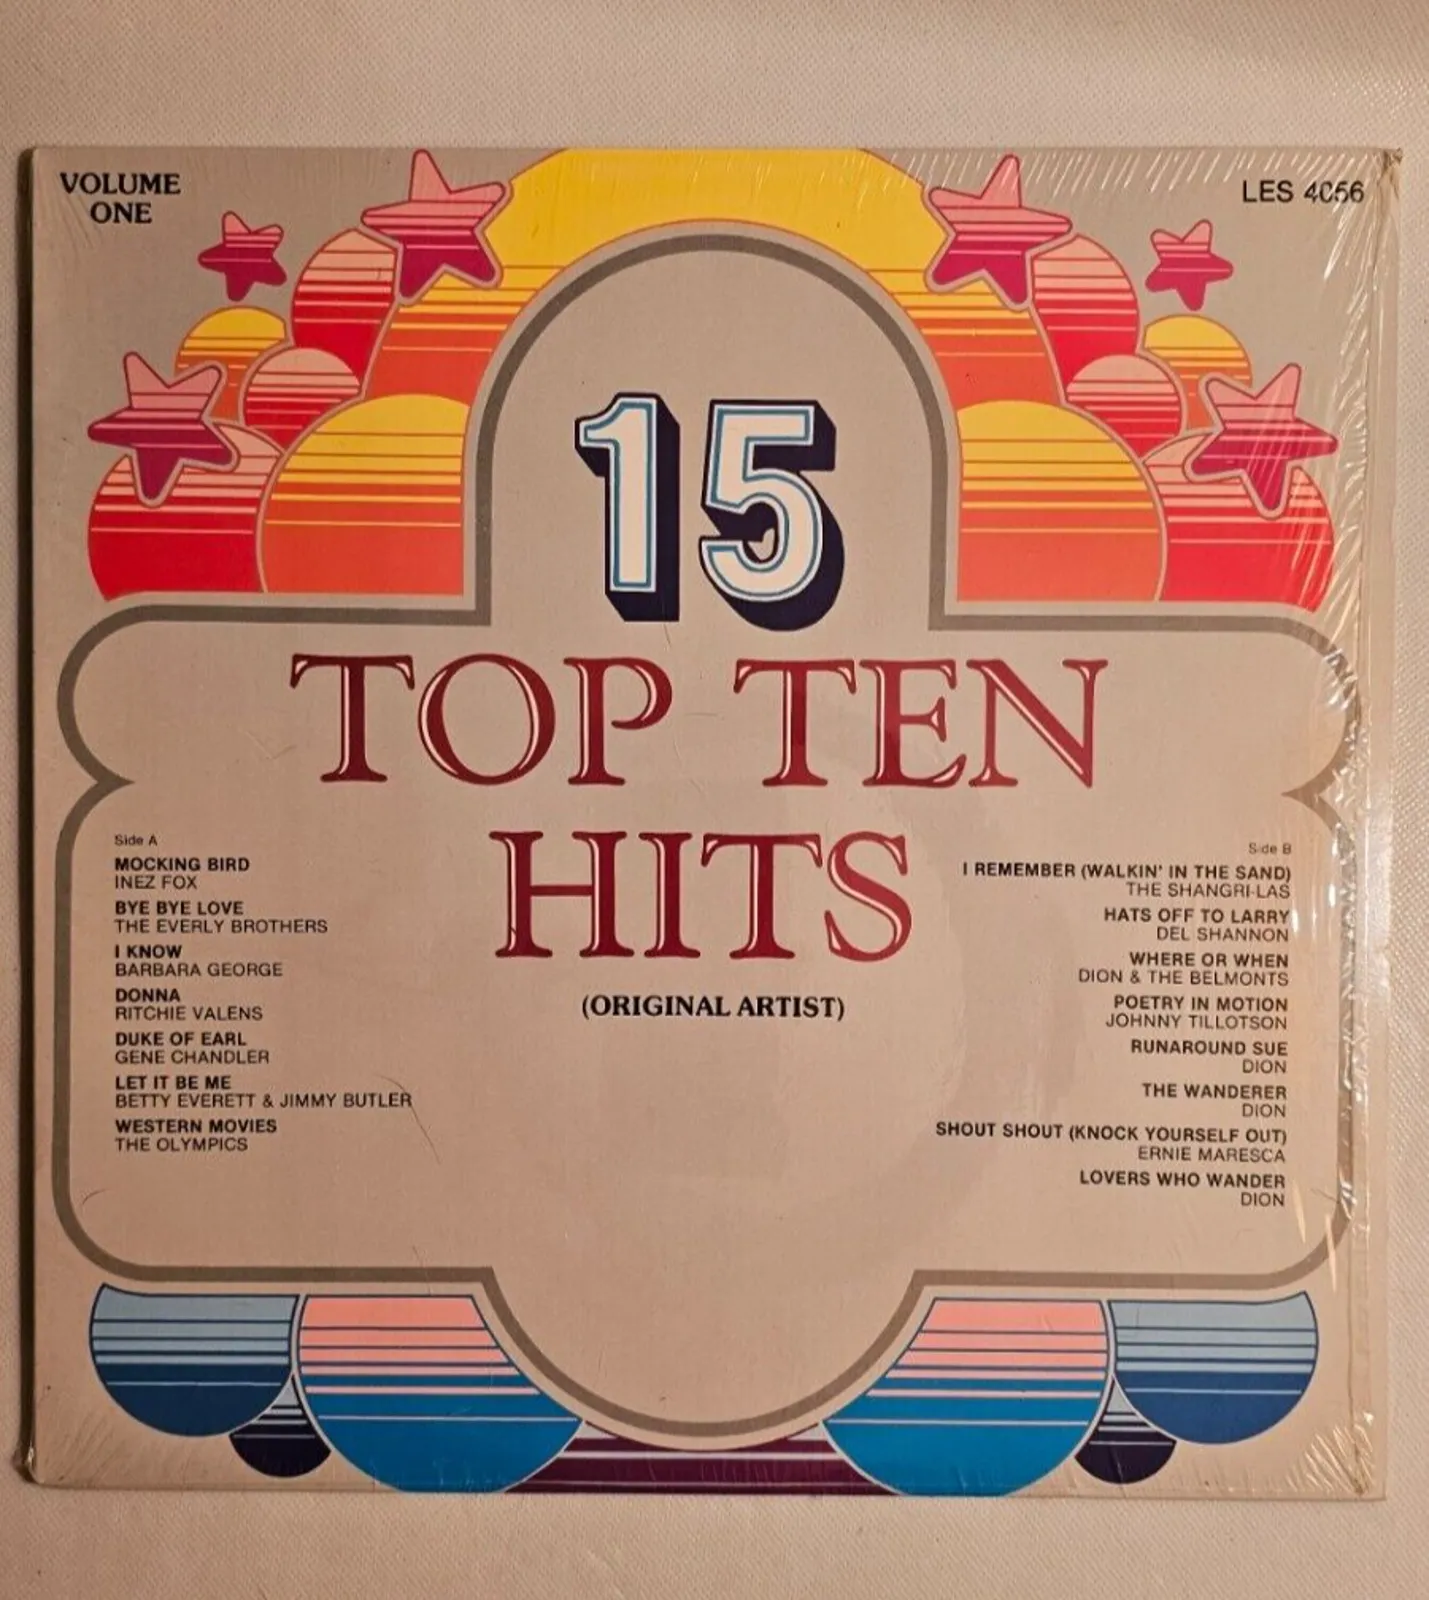 VOLUME
ONE
LES 4056
15
TOP TEN
HITS
(ORIGINAL ARTIST)
Side A
MOCKING BIRD
INEZ FOX
BYE BYE LOVE
THE EVERLY BROTHERS
I KNOW
BARBARA GEORGE
DONNA
RITCHIE VALENS
DUKE OF EARL
GENE CHANDLER
LET IT BE ME
BETTY EVERETT & JIMMY BUTLER
WESTERN MOVIES
THE OLYMPICS
Side B
I REMEMBER (WALKIN' IN THE SAND)
THE SHANGRI-LAS
HATS OFF TO LARRY
DEL SHANNON
WHERE OR WHEN
DION & THE BELMONTS
POETRY IN MOTION
JOHNNY TILLOTSON
RUNAROUND SUE
DION
THE WANDERER
DION
SHOUT SHOUT (KNOCK YOURSELF OUT)
ERNIE MARESCA
LOVERS WHO WANDER
DION